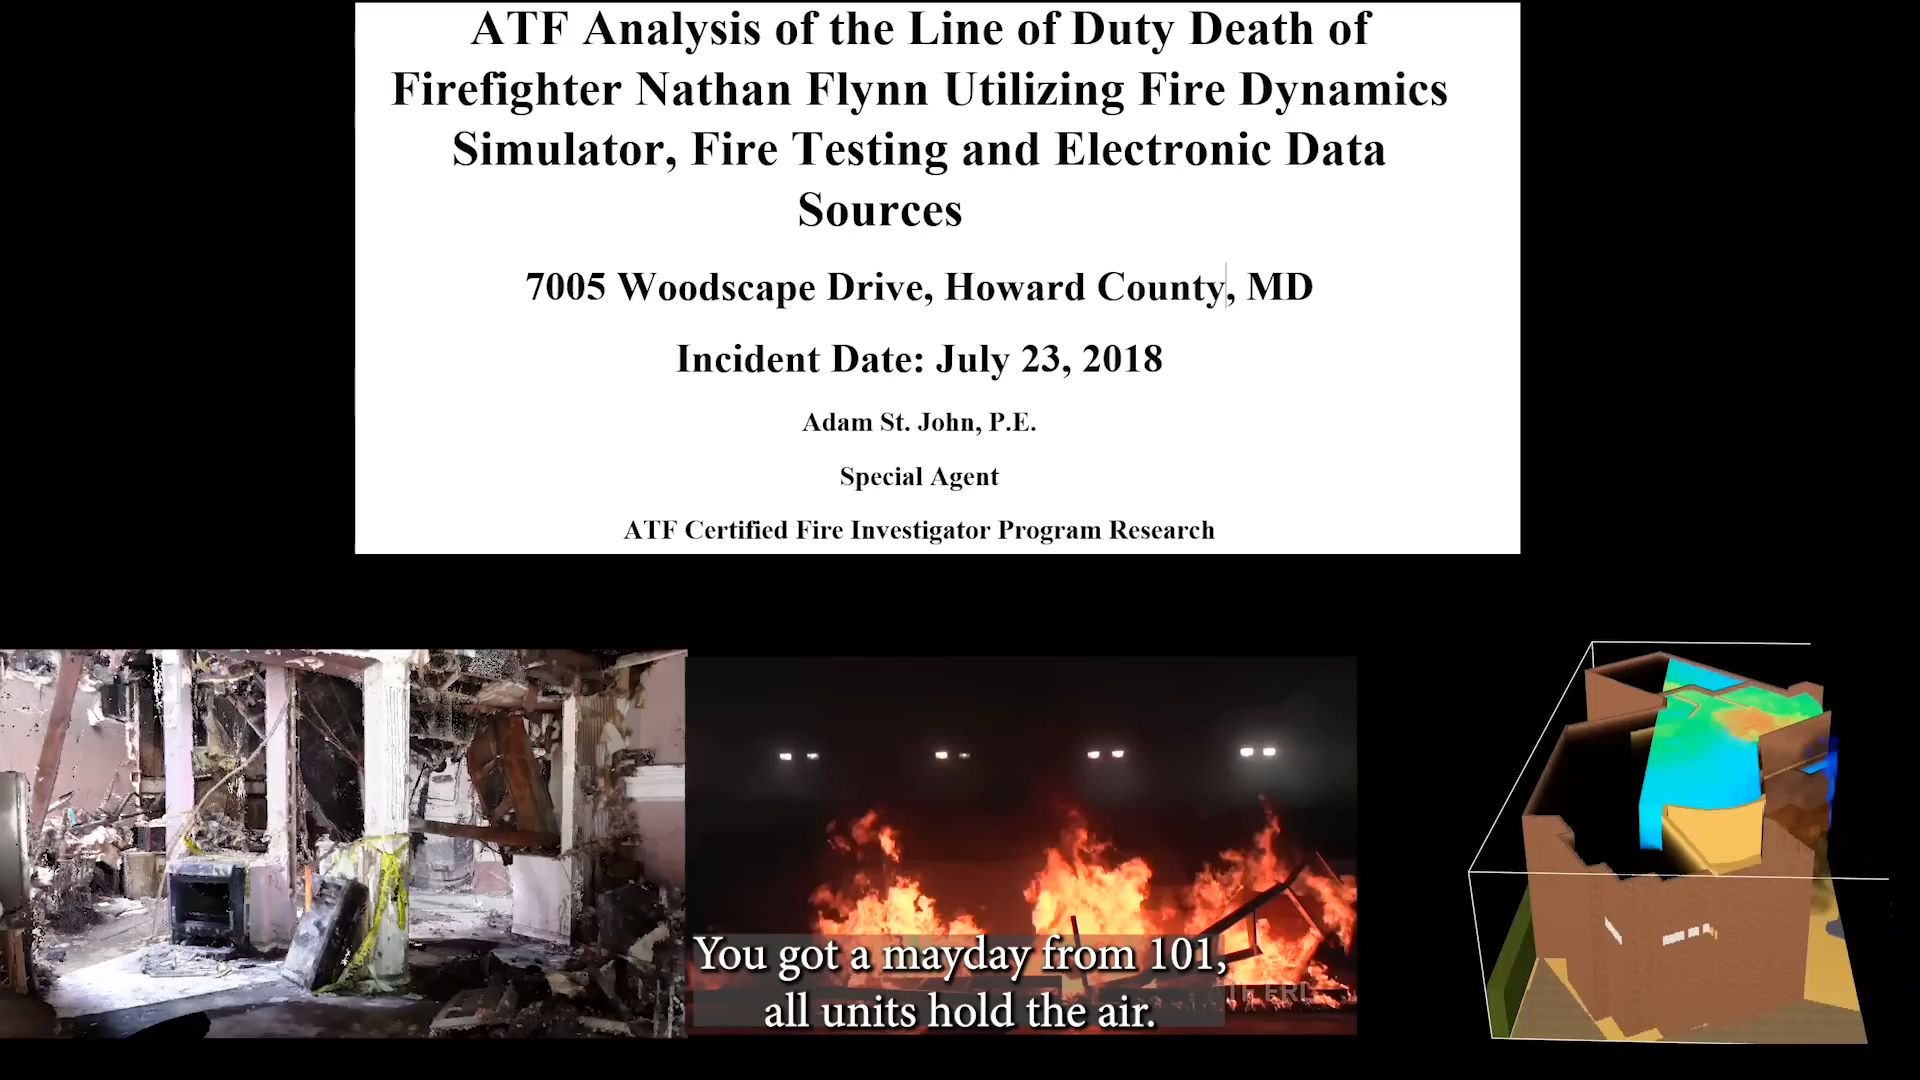 ATF Analysis of the Line of Duty Death of
Firefighter Nathan Flynn Utilizing Fire Dynamics
Simulator, Fire Testing and Electronic Data
Sources
7005 Woodscape Drive, Howard County, MD
Incident Date: July 23, 2018
Adam St. John, P.E.
Special Agent
ATF Certified Fire Investigator Program Research
You got a mayday from 101,
all units hold the air.